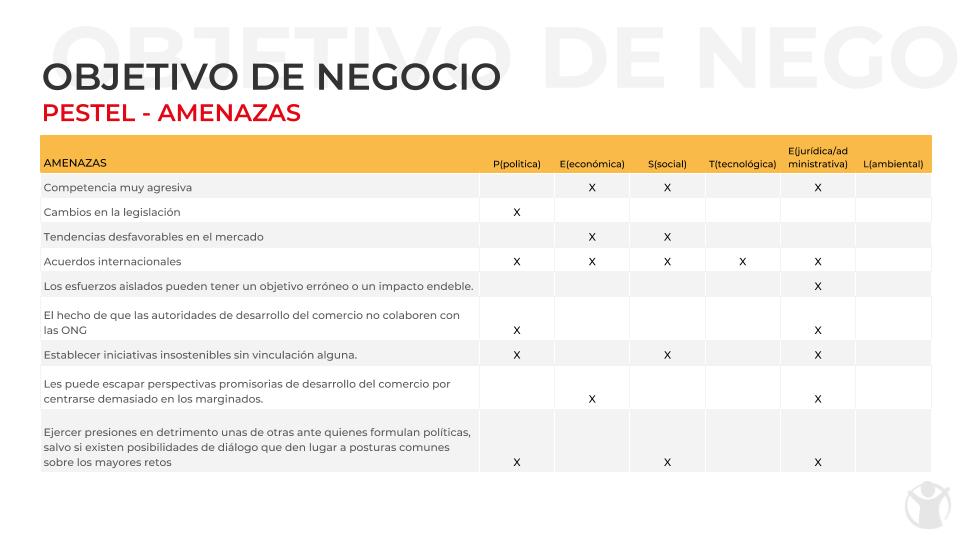 OBJETIVO DE NEGO
OBJETIVO DE NEGOCIO
PESTEL - AMENAZAS
AMENAZAS P(politica) E(económica) S(social) T(tecnológica) E(jurídica/ad
ministrativa) L(ambiental)
Competencia muy agresiva X X X
Cambios en la legislación X
Tendencias desfavorables en el mercado X X
Acuerdos internacionales X X X X X
Los esfuerzos aislados pueden tener un objetivo erróneo o un impacto endeble. X
El hecho de que las autoridades de desarrollo del comercio no colaboren con
las ONG X X
Establecer iniciativas insostenibles sin vinculación alguna. X X X
Les puede escapar perspectivas promisorias de desarrollo del comercio por
centrarse demasiado en los marginados. X X
Ejercer presiones en detrimento unas de otras ante quienes formulan políticas,
salvo si existen posibilidades de diálogo que den lugar a posturas comunes
sobre los mayores retos X X X